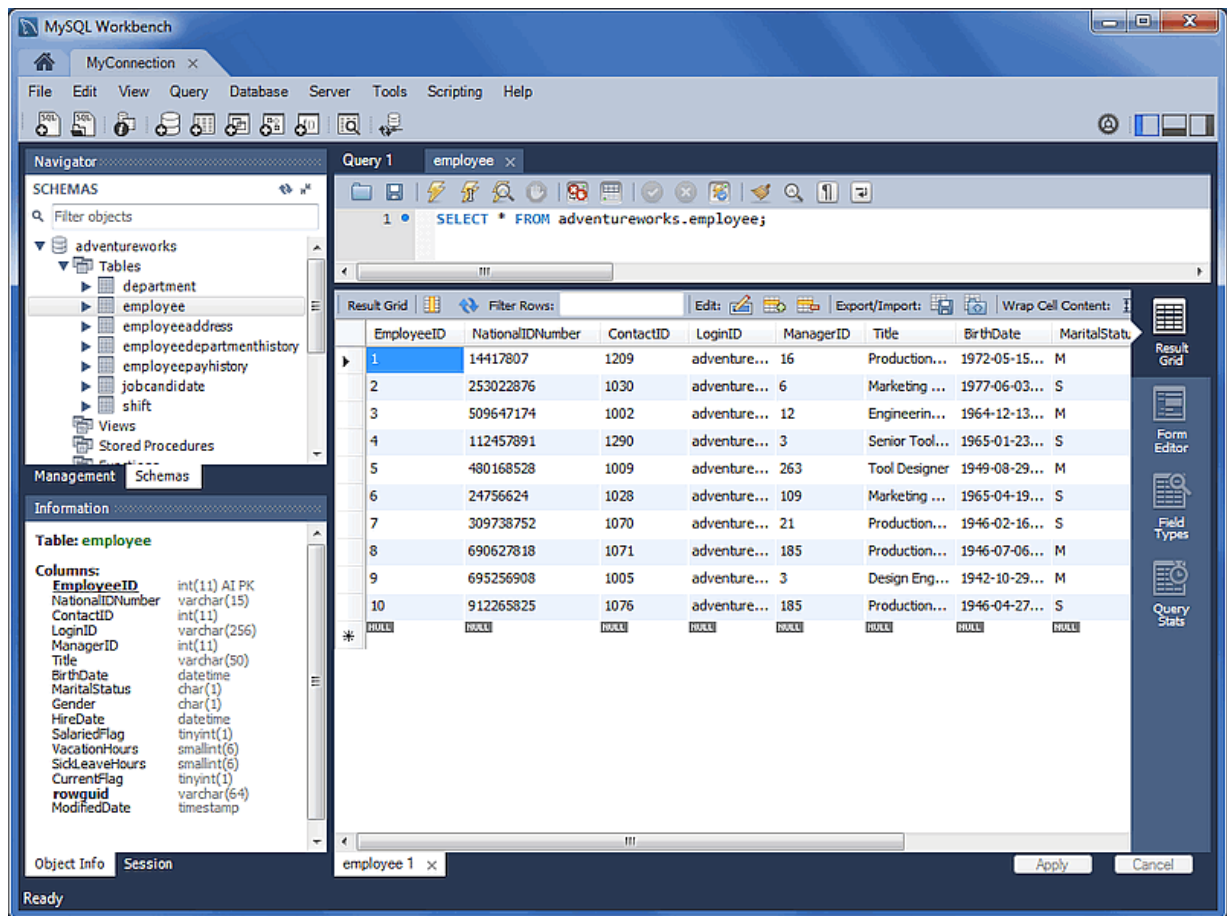 MySQL Workbench
MyConnection
File Edit View Query Database Server Tools Scripting Help
Navigator
SCHEMAS
Filter objects
adventureworks
Tables
department
employee
employeeaddress
employeedepartmenthistory
employeepayhistory
jobcandidate
shift
Views
Stored Procedures
Management Schemas
Information
Table: employee
Columns:
EmployeeID int(11) AI PK
NationalIDNumber varchar(15)
ContactID int(11)
LoginID varchar(256)
ManagerID int(11)
Title varchar(50)
BirthDate datetime
MaritalStatus char(1)
Gender char(1)
HireDate datetime
SalariedFlag tinyint(1)
VacationHours smallint(6)
SickLeaveHours smallint(6)
CurrentFlag tinyint(1)
rowguid varchar(64)
ModifiedDate timestamp
Object Info Session
Query 1 employee
1 SELECT * FROM adventureworks.employee;
Result Grid Filter Rows: Edit: Export/Import: Wrap Cell Content:
EmployeeID NationalIDNumber ContactID LoginID ManagerID Title BirthDate MaritalStatu
1 14417807 1209 adventure... 16 Production... 1972-05-15... M
2 253022876 1030 adventure... 6 Marketing ... 1977-06-03... S
3 509647174 1002 adventure... 12 Engineerin... 1964-12-13... M
4 112457891 1290 adventure... 3 Senior Tool... 1965-01-23... S
5 480168528 1009 adventure... 263 Tool Designer 1949-08-29... M
6 24756624 1028 adventure... 109 Marketing ... 1965-04-19... S
7 309738752 1070 adventure... 21 Production... 1946-02-16... S
8 690627818 1071 adventure... 185 Production... 1946-07-06... M
9 695256908 1005 adventure... 3 Design Eng... 1942-10-29... M
10 912265825 1076 adventure... 185 Production... 1946-04-27... S
NULL NULL NULL NULL NULL NULL NULL NULL
Result
Grid
Form
Editor
Field
Types
Query
Stats
employee 1
Apply Cancel
Ready